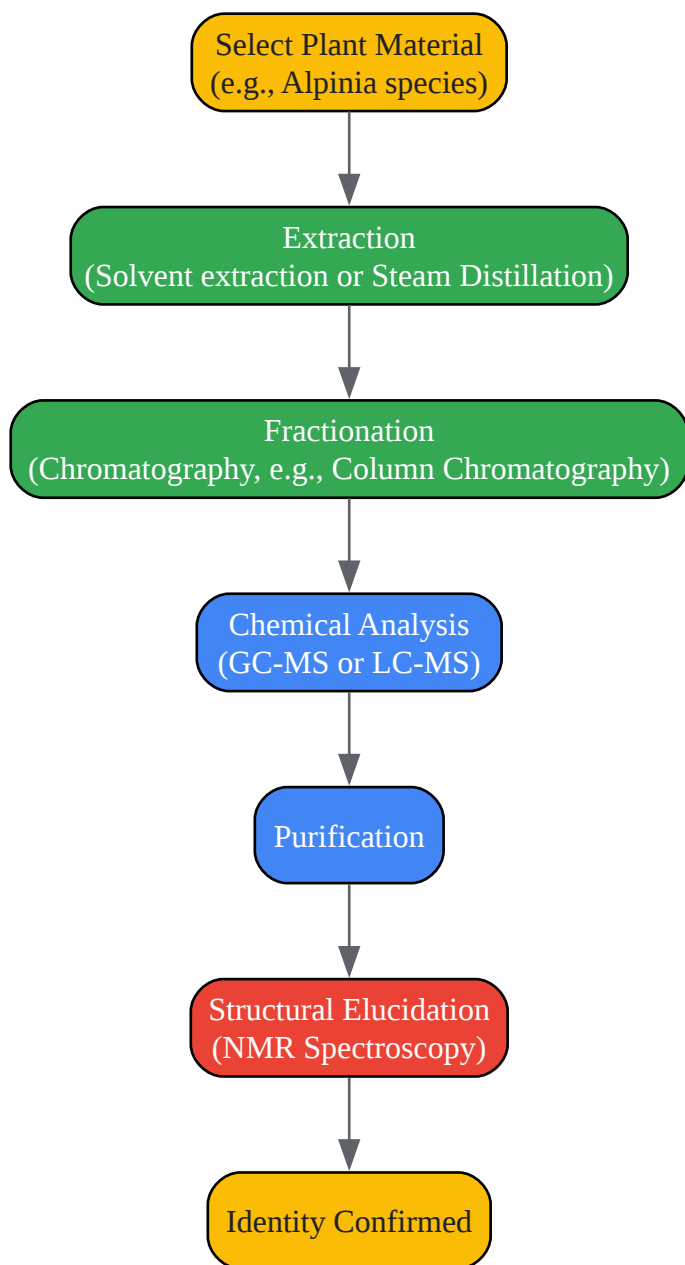 Select Plant Material
(e.g., Alpinia species)
Extraction
(Solvent extraction or Steam Distillation)
Fractionation
(Chromatography, e.g., Column Chromatography)
Chemical Analysis
(GC-MS or LC-MS)
Purification
Structural Elucidation
(NMR Spectroscopy)
Identity Confirmed